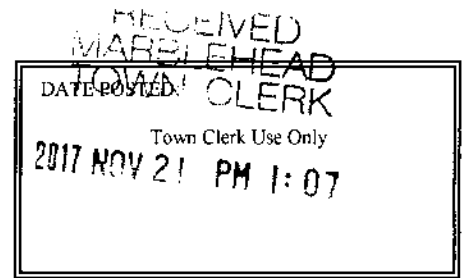 RECEIVED
MARBLEHEAD
TOWN CLERK
DATE POSTED:
Town Clerk Use Only
2017 NOV 21 PM 1:07